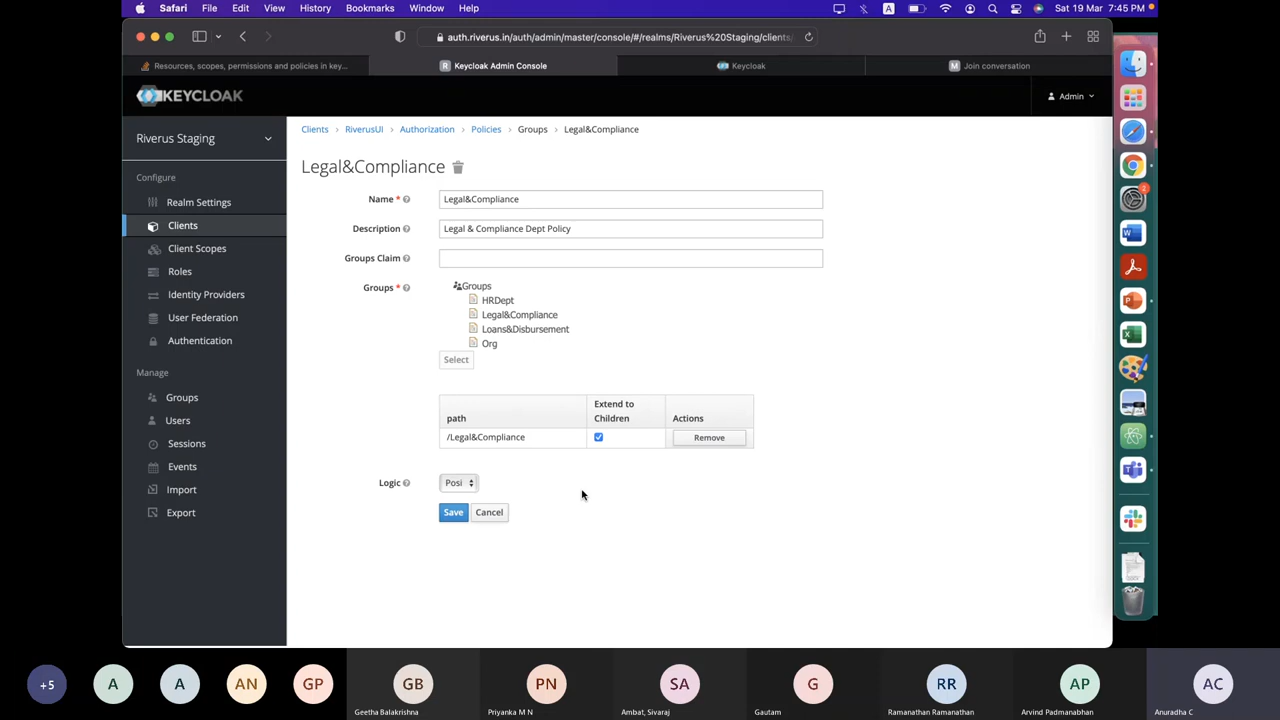 Safari File Edit View History Bookmarks Window Help
A
Sat 19 Mar 7:45 PM
auth.riverus.in/auth/admin/master/console/#/realms/Riverus%20Staging/clients/
Resources, scopes, permissions and policies in key...
R Keycloak Admin Console
Keycloak
M Join conversation
KEYCLOAK
Admin
Riverus Staging
Clients > RiverusUI > Authorization > Policies > Groups > Legal&Compliance
Legal&Compliance
Configure
Realm Settings
Clients
Client Scopes
Roles
Identity Providers
User Federation
Authentication
Manage
Groups
Users
Sessions
Events
Import
Export
Name *
Legal&Compliance
Description
Legal & Compliance Dept Policy
Groups Claim
Groups *
Groups
HRDept
Legal&Compliance
Loans&Disbursement
Org
Select
path
Extend to Children
Actions
/Legal&Compliance
Remove
Logic
Posi
Save
Cancel
2
+5
A
A
AN
GP
GB
PN
SA
G
RR
AP
AC
Geetha Balakrishna
Priyanka M N
Ambat, Sivaraj
Gautam
Ramanathan Ramanathan
Arvind Padmanabhan
Anuradha C